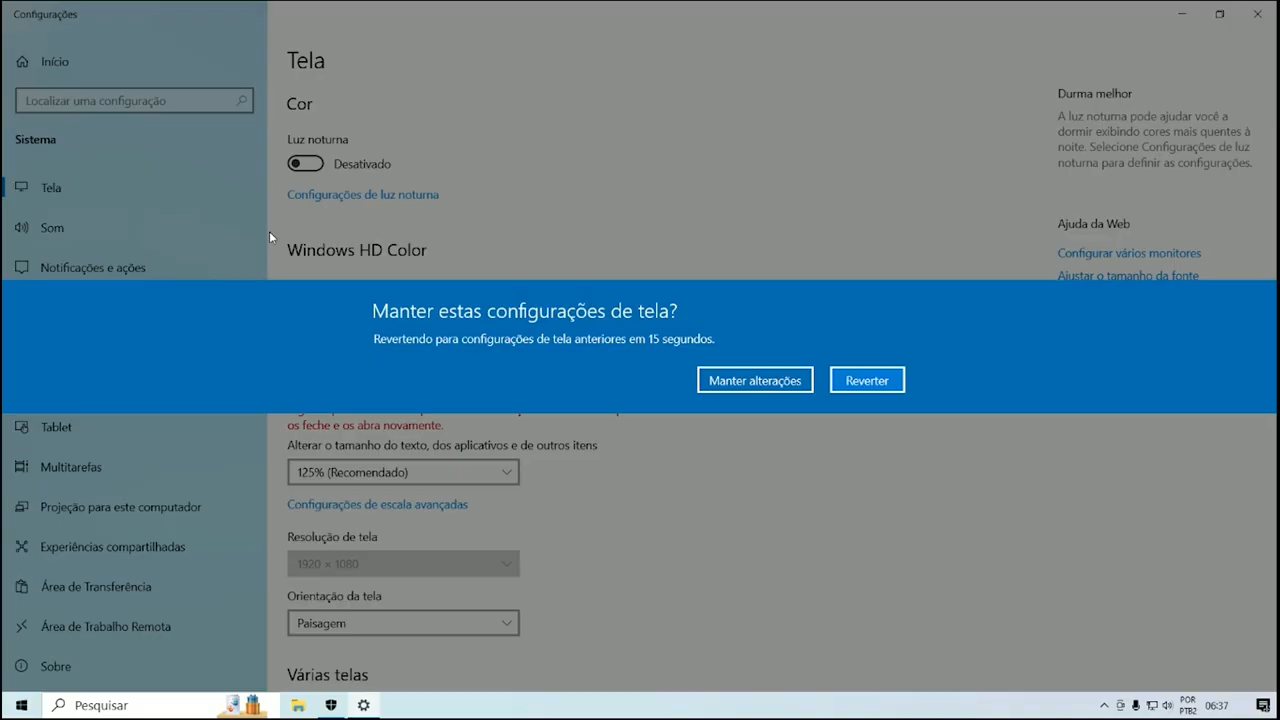 Configurações
Início
Localizar uma configuração
Sistema
Tela
Som
Notificações e ações
Tablet
Multitarefas
Projeção para este computador
Experiências compartilhadas
Área de Transferência
Área de Trabalho Remota
Sobre
Tela
Cor
Luz noturna
Desativado
Configurações de luz noturna
Windows HD Color
Manter estas configurações de tela?
Revertendo para configurações de tela anteriores em 15 segundos.
Manter alterações
Reverter
os feche e os abra novamente.
Alterar o tamanho do texto, dos aplicativos e de outros itens
125% (Recomendado)
Configurações de escala avançadas
Resolução de tela
1920 × 1080
Orientação da tela
Paisagem
Várias telas
Durma melhor
A luz noturna pode ajudar você a
dormir exibindo cores mais quentes à
noite. Selecione Configurações de luz
noturna para definir as configurações.
Ajuda da Web
Configurar vários monitores
Ajustar o tamanho da fonte
Pesquisar
POR
PTB2
06:37